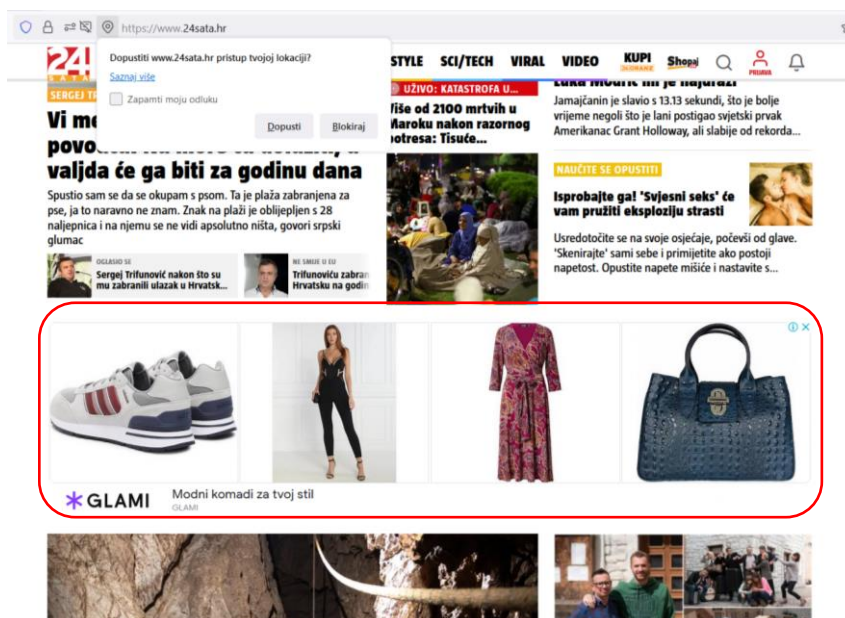 https://www.24sata.hr
Dopustiti www.24sata.hr pristup tvojoj lokaciji?
Saznaj više
Zapamti moju odluku
Dopusti
Blokiraj
24
SATA
STYLE
SCI/TECH
VIRAL
VIDEO
KUPI
Shopaj
PRIJAVA
SERGEJ
Vi
valjda će ga biti za godinu dana
Spustio sam se da se okupam s psom. Ta je plaža zabranjena za
pse, ja to naravno ne znam. Znak na plaži je oblijepljen s 28
naljepnica i na njemu se ne vidi apsolutno ništa, govori srpski
glumac
OGLASIO SE
Sergej Trifunović nakon što su
mu zabranili ulazak u Hrvatsk...
NE SMIJE U EU
Trifunoviću zabran
Hrvatsku na godin
UŽIVO: KATASTROFA U...
Više od 2100 mrtvih u
Maroku nakon razornog
potresa: Tisuće...
Luka Modrić mi je najdraži
Jamajčanin je slavio s 13.13 sekundi, što je bolje
vrijeme negoli što je lani postigao svjetski prvak
Amerikanac Grant Holloway, ali slabije od rekorda...
NAUČITE SE OPUSTITI
Isprobajte ga! 'Svjesni seks' će
vam pružiti eksploziju strasti
Usredotočite se na svoje osjećaje, počevši od glave.
'Skenirajte' sami sebe i primijetite ako postoji
napetost. Opustite napete mišiće i nastavite s...
GLAMI
Modni komadi za tvoj stil
GLAMI